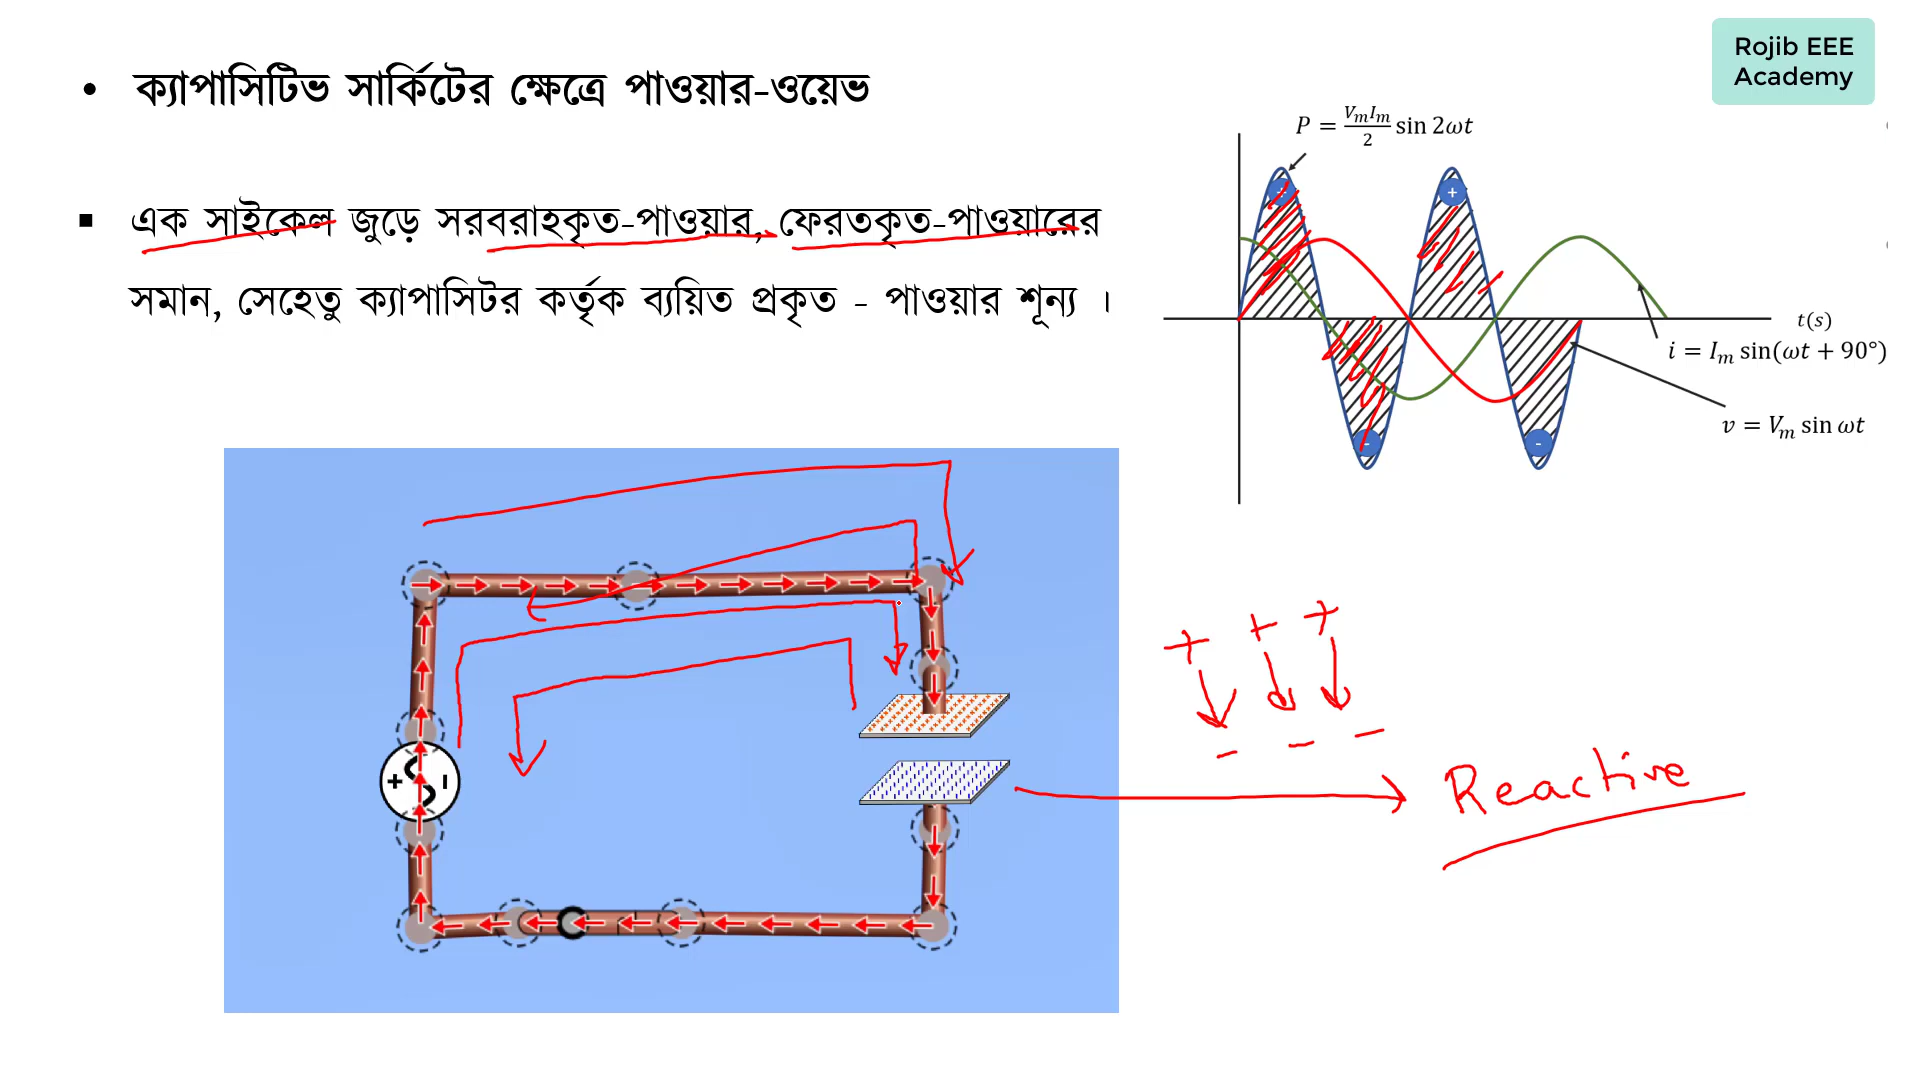 Rojib EEE
Academy
• ক্যাপাসিটিভ সার্কিটের ক্ষেত্রে পাওয়ার-ওয়েভ
▪ এক সাইকেল জুড়ে সরবরাহকৃত-পাওয়ার, ফেরতকৃত-পাওয়ারের
সমান, সেহেতু ক্যাপাসিটর কর্তৃক ব্যয়িত প্রকৃত - পাওয়ার শূন্য ।
P = VₘIₘ/2 sin 2ωt
+ +
t(s)
i = Iₘ sin(ωt + 90°)
v = Vₘ sin ωt
- -
+ + +
- - -
Reactive
+ -